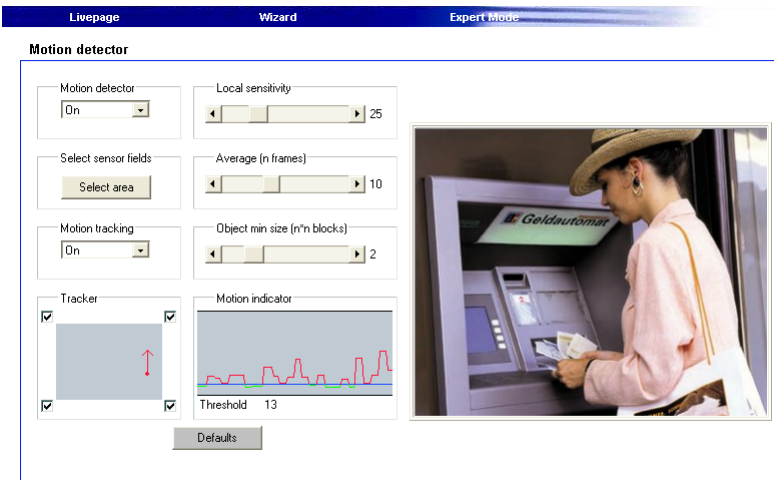 Livepage Wizard Expert Mode
Motion detector
Motion detector
On
Local sensitivity
25
Select sensor fields
Select area
Average (n frames)
10
Motion tracking
On
Object min size (n*n blocks)
2
Tracker
Motion indicator
Threshold 13
Defaults
Geldautomat